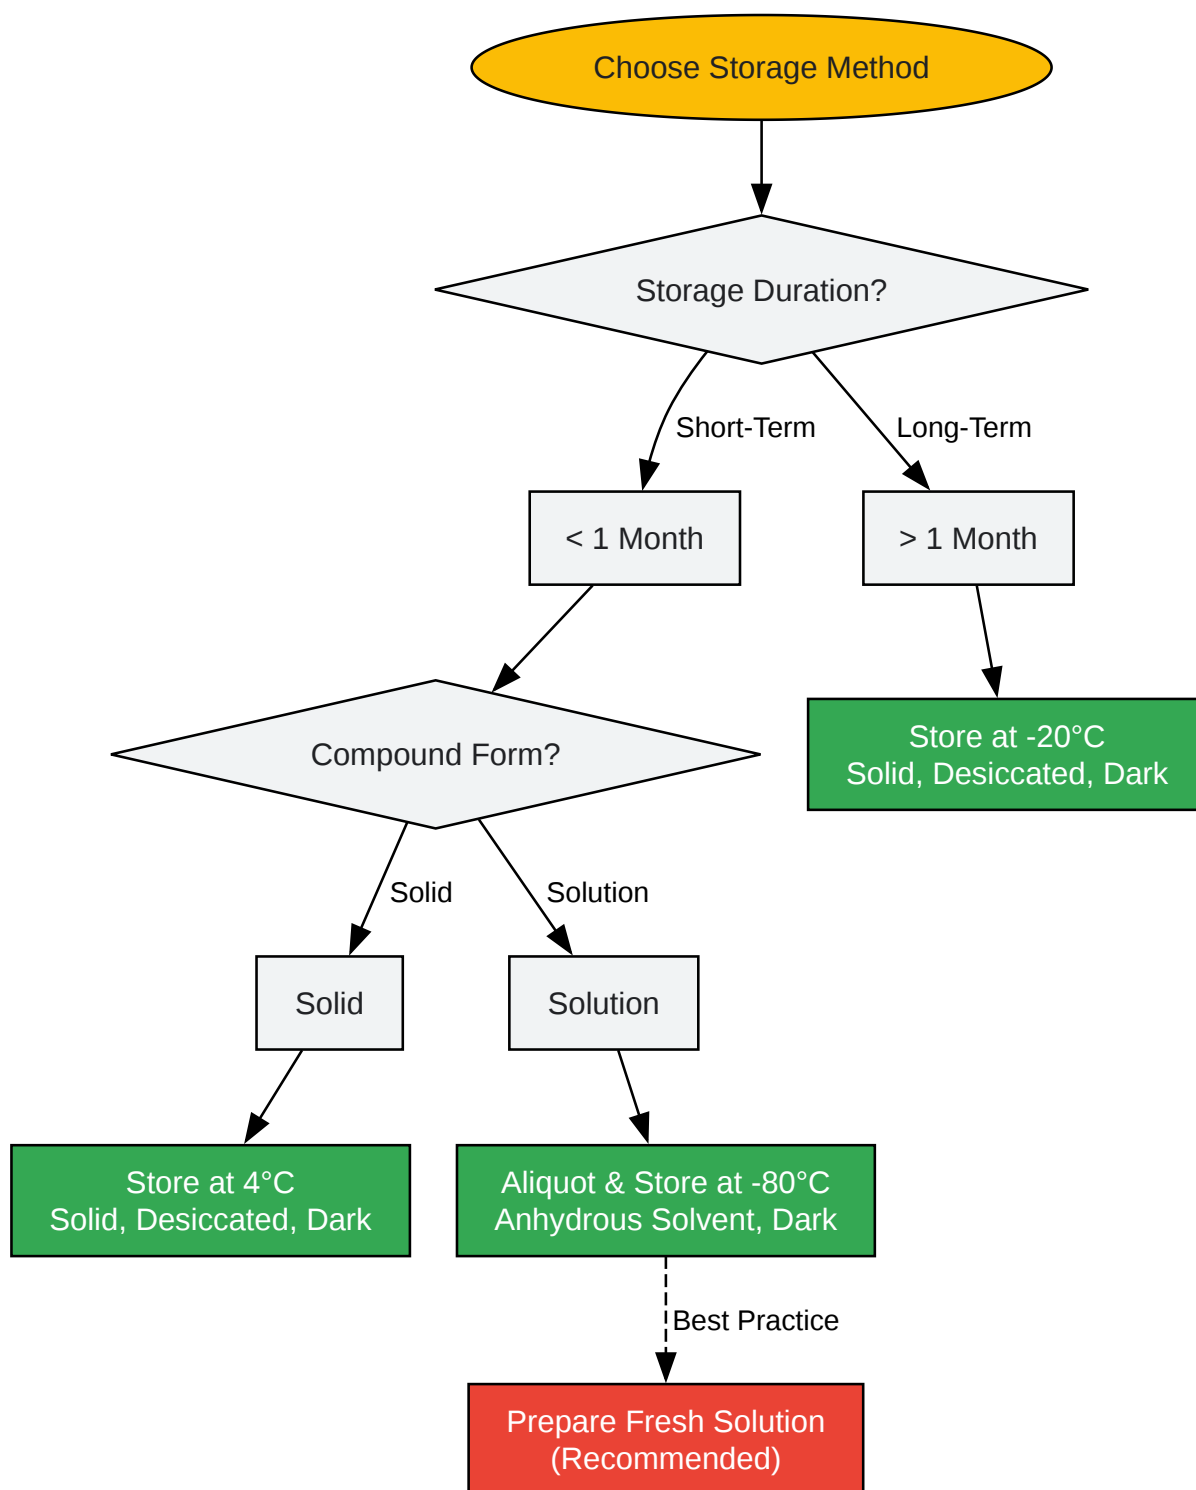 Choose Storage Method
Storage Duration?
Short-Term
Long-Term
< 1 Month
> 1 Month
Compound Form?
Store at -20°C
Solid, Desiccated, Dark
Solid
Solution
Solid
Solution
Store at 4°C
Solid, Desiccated, Dark
Aliquot & Store at -80°C
Anhydrous Solvent, Dark
Best Practice
Prepare Fresh Solution
(Recommended)